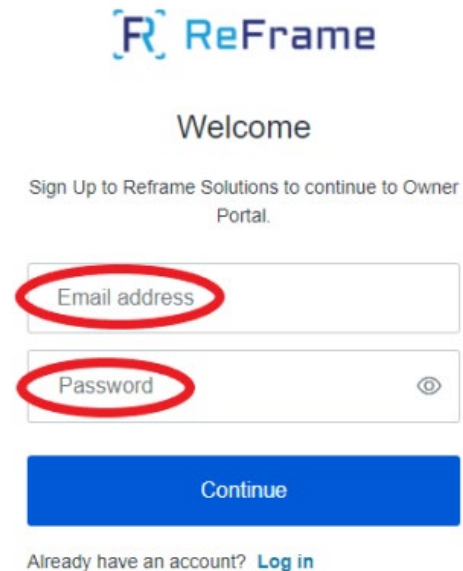 ReFrame
Welcome
Sign Up to Reframe Solutions to continue to Owner
Portal.
Email address
Password
Continue
Already have an account? Log in